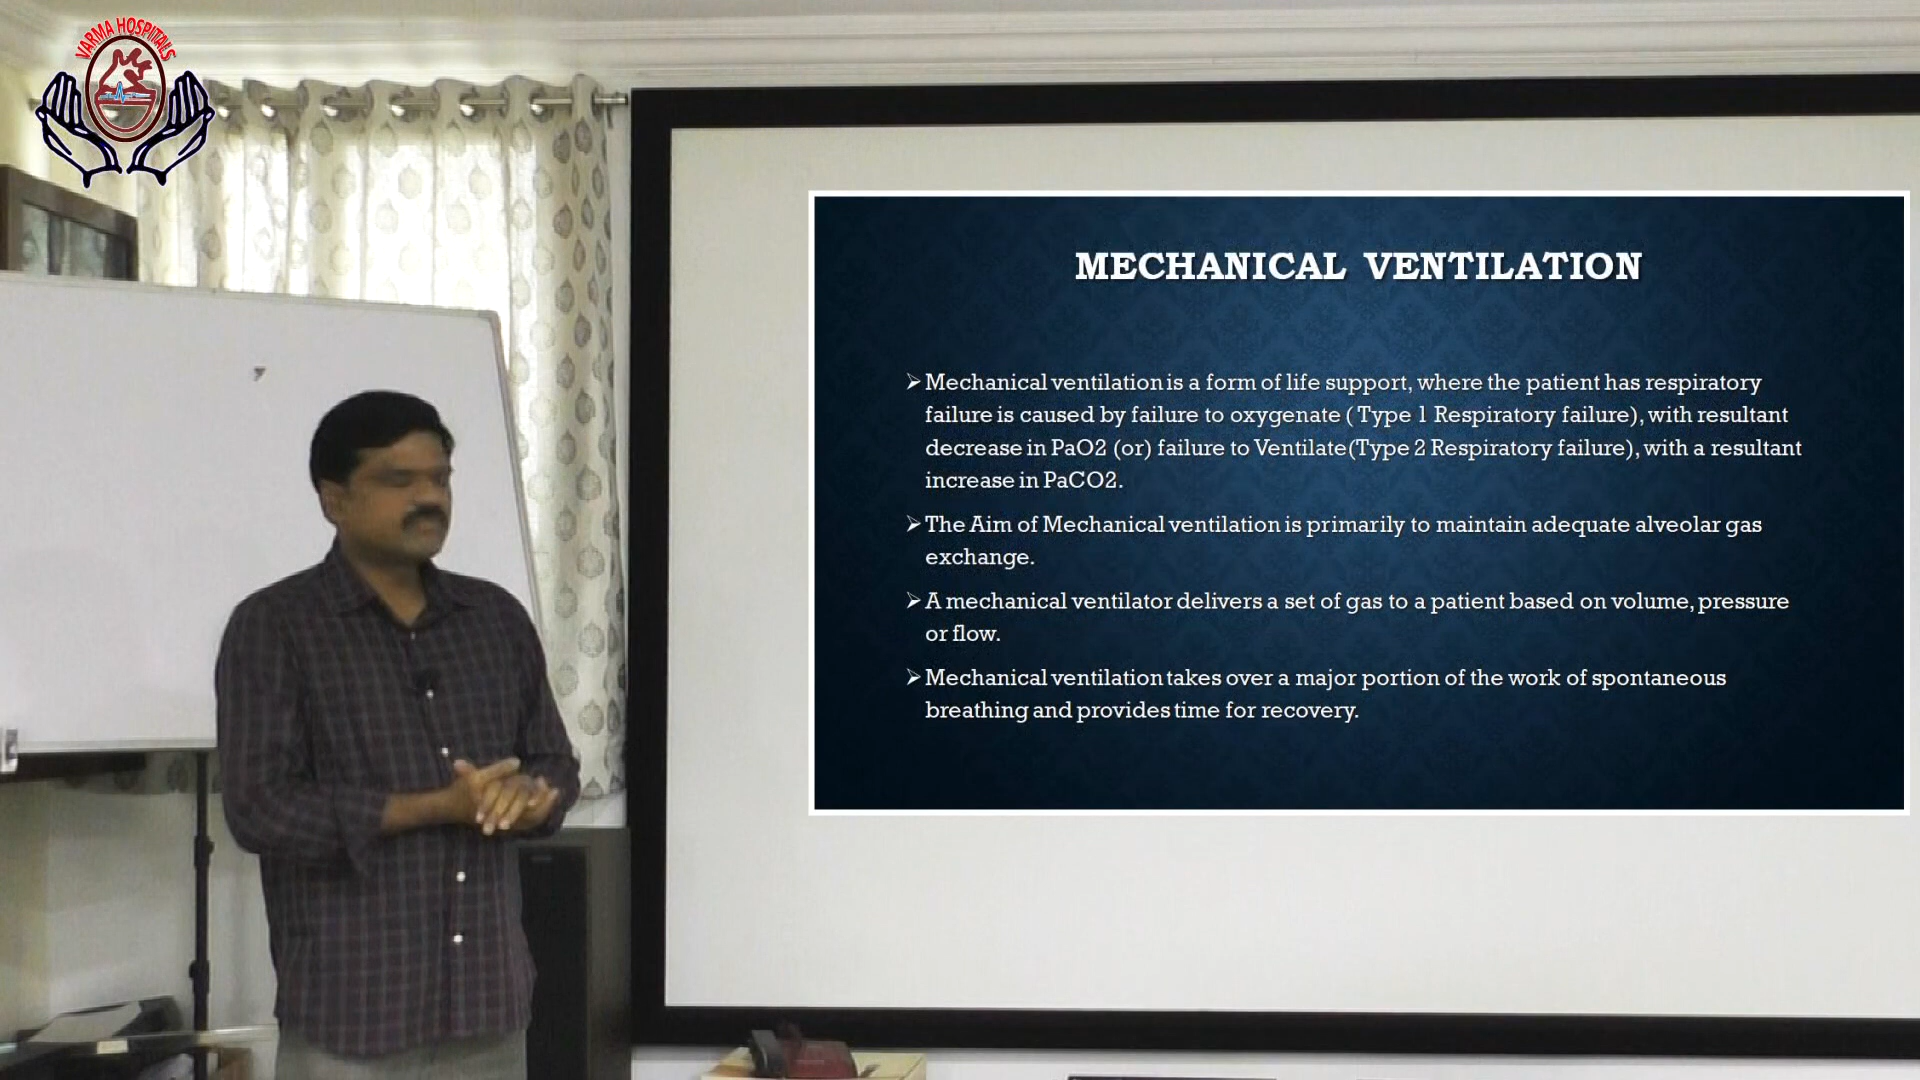 VARMA HOSPITALS
MECHANICAL VENTILATION
➢Mechanical ventilation is a form of life support, where the patient has respiratory
failure is caused by failure to oxygenate ( Type 1 Respiratory failure), with resultant
decrease in PaO2 (or) failure to Ventilate(Type 2 Respiratory failure), with a resultant
increase in PaCO2.
➢The Aim of Mechanical ventilation is primarily to maintain adequate alveolar gas
exchange.
➢A mechanical ventilator delivers a set of gas to a patient based on volume, pressure
or flow.
➢Mechanical ventilation takes over a major portion of the work of spontaneous
breathing and provides time for recovery.